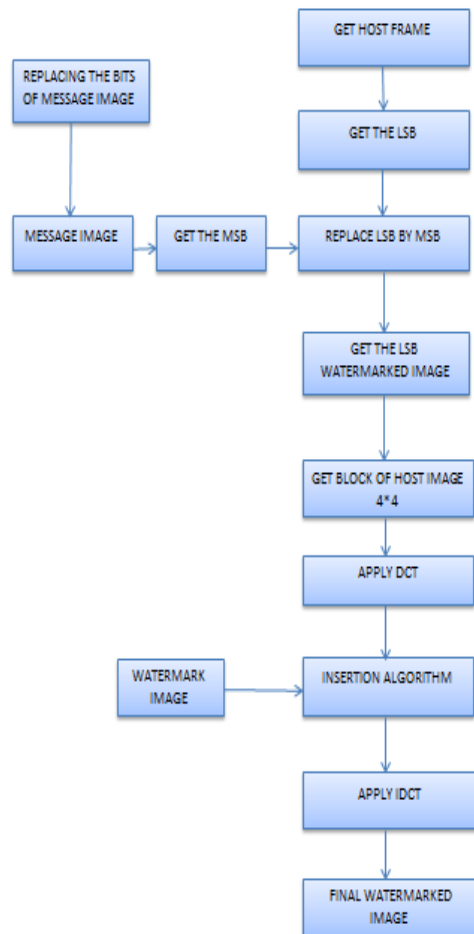 GET HOST FRAME
REPLACING THE BITS
OF MESSAGE IMAGE
GET THE LSB
MESSAGE IMAGE
GET THE MSB
REPLACE LSB BY MSB
GET THE LSB
WATERMARKED IMAGE
GET BLOCK OF HOST IMAGE
4*4
APPLY DCT
WATERMARK
IMAGE
INSERTION ALGORITHM
APPLY IDCT
FINAL WATERMARKED
IMAGE